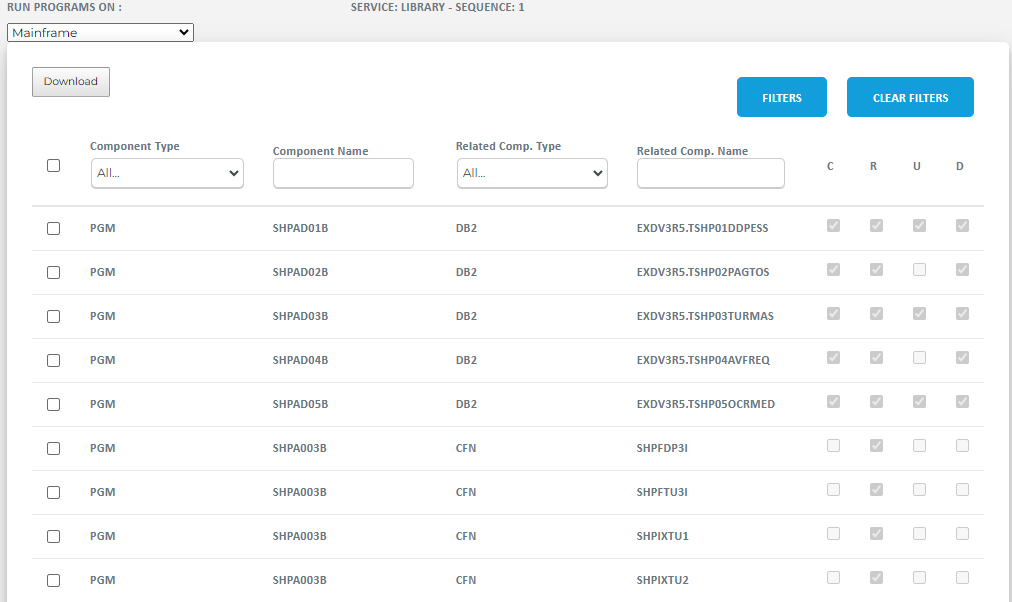 RUN PROGRAMS ON : SERVICE: LIBRARY - SEQUENCE: 1
Mainframe
Download
FILTERS CLEAR FILTERS
Component Type Component Name Related Comp. Type Related Comp. Name C R U D
All... All...
PGM SHPAD01B DB2 EXDV3R5.TSHP01DDPESS
PGM SHPAD02B DB2 EXDV3R5.TSHP02PAGTOS
PGM SHPAD03B DB2 EXDV3R5.TSHP03TURMAS
PGM SHPAD04B DB2 EXDV3R5.TSHP04AVFREQ
PGM SHPAD05B DB2 EXDV3R5.TSHP05OCRMED
PGM SHPA003B CFN SHPFDP3I
PGM SHPA003B CFN SHPFTU3I
PGM SHPA003B CFN SHPIXTU1
PGM SHPA003B CFN SHPIXTU2